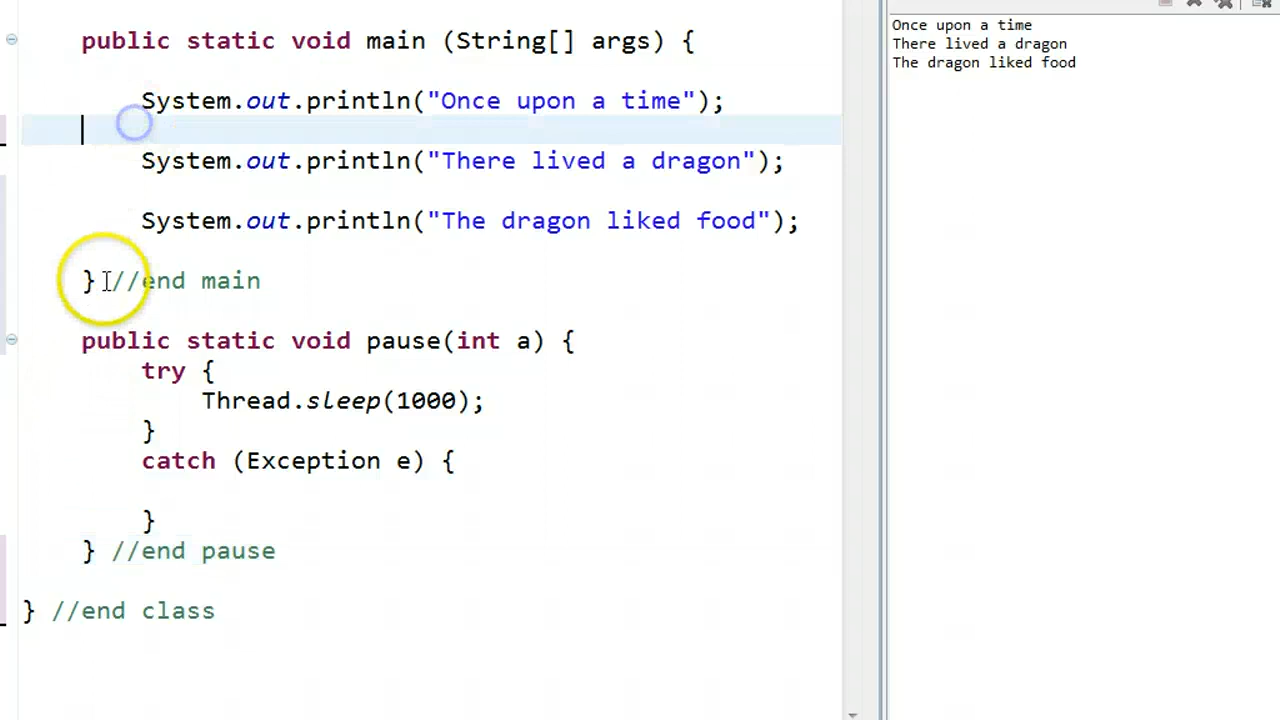 public static void main (String[] args) {
System.out.println("Once upon a time");
System.out.println("There lived a dragon");
System.out.println("The dragon liked food");
} //end main
public static void pause(int a) {
try {
Thread.sleep(1000);
}
catch (Exception e) {
}
} //end pause
} //end class
Once upon a time
There lived a dragon
The dragon liked food